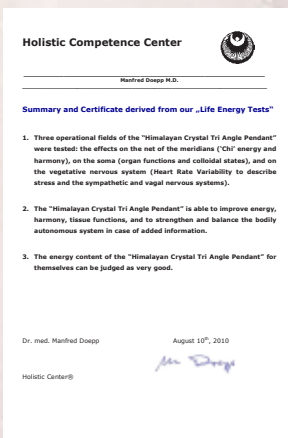 Holistic Competence Center
Manfred Doepp M.D.
Summary and Certificate derived from our „Life Energy Tests“
1. Three operational fields of the “Himalayan Crystal Tri Angle Pendant”
were tested: the effects on the net of the meridians (‘Chi’ energy and
harmony), on the soma (organ functions and colloidal states), and on
the vegetative nervous system (Heart Rate Variability to describe
stress and the sympathetic and vagal nervous systems).
2. The “Himalayan Crystal Tri Angle Pendant” is able to improve energy,
harmony, tissue functions, and to strengthen and balance the bodily
autonomous system in case of added information.
3. The energy content of the “Himalayan Crystal Tri Angle Pendant” for
themselves can be judged as very good.
Dr. med. Manfred Doepp August 10th, 2010
Holistic Center®